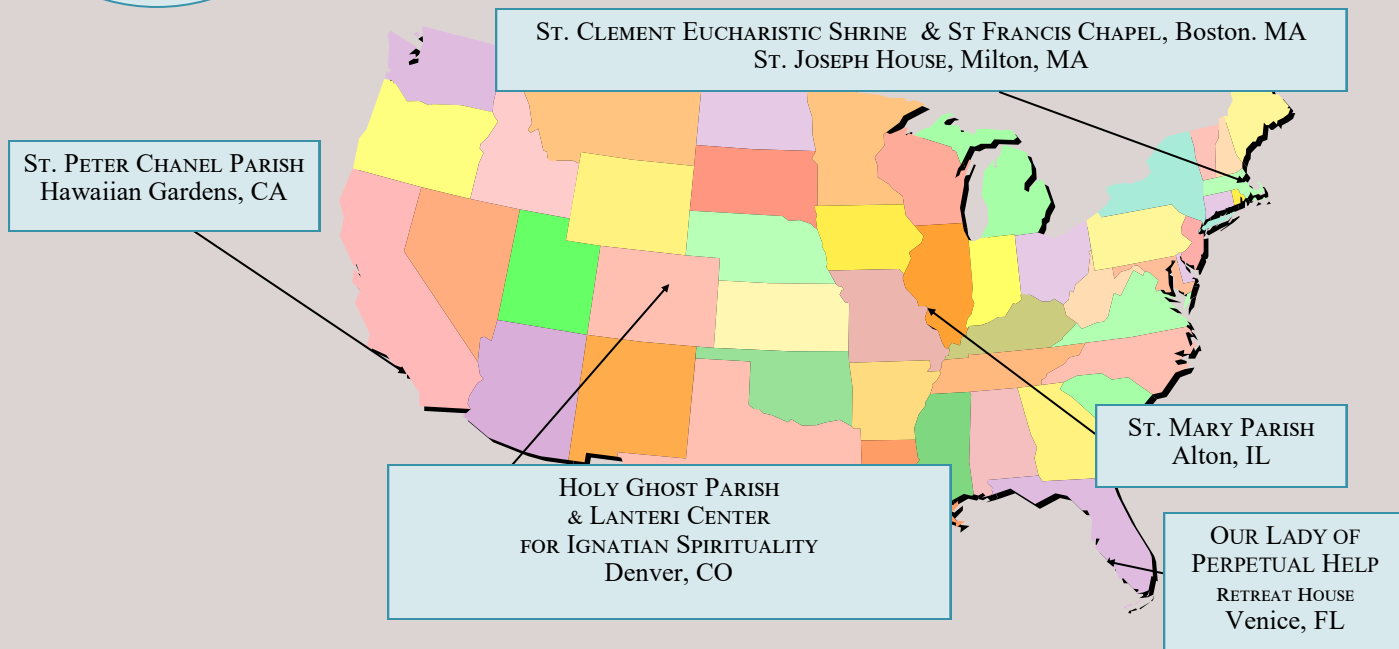 St. Clement Eucharistic Shrine & St Francis Chapel, Boston. MA
St. Joseph House, Milton, MA
St. Peter Chanel Parish
Hawaiian Gardens, CA
St. Mary Parish
Alton, IL
Holy Ghost Parish
& Lanteri Center
for Ignatian Spirituality
Denver, CO
Our Lady of
Perpetual Help
Retreat House
Venice, FL